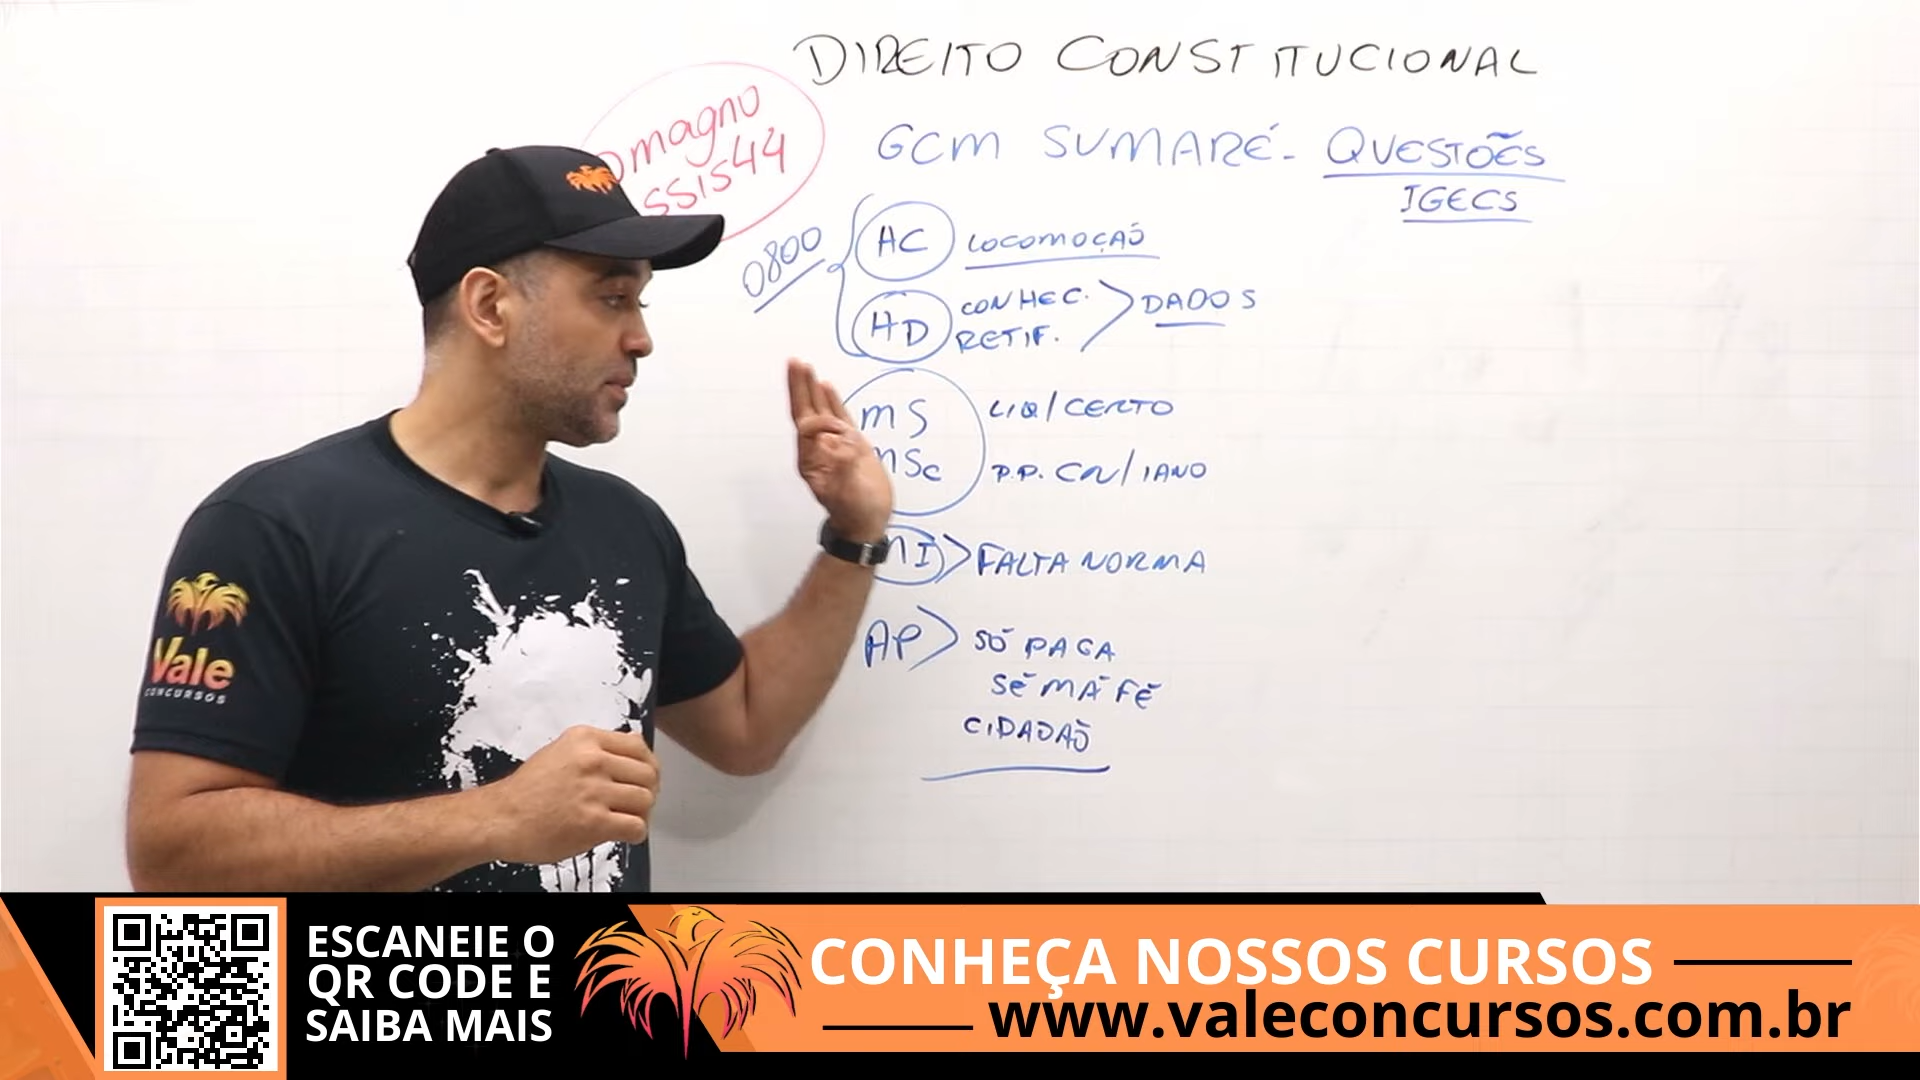 DIREITO CONSTITUCIONAL
magno
ssis44
GCM SUMARÉ - QUESTÕES
IGECS
0800
HC LOCOMOÇÃO
HD CONHEC. RETIF. > DADOS
MS LIQ/CERTO
MSc P.P. CN/1ANO
MI > FALTA NORMA
AP > SÓ PAGA
SE MÁ FÉ
CIDADÃO
Vale
CONCURSOS
ESCANEIE O
QR CODE E
SAIBA MAIS
CONHEÇA NOSSOS CURSOS
www.valeconcursos.com.br